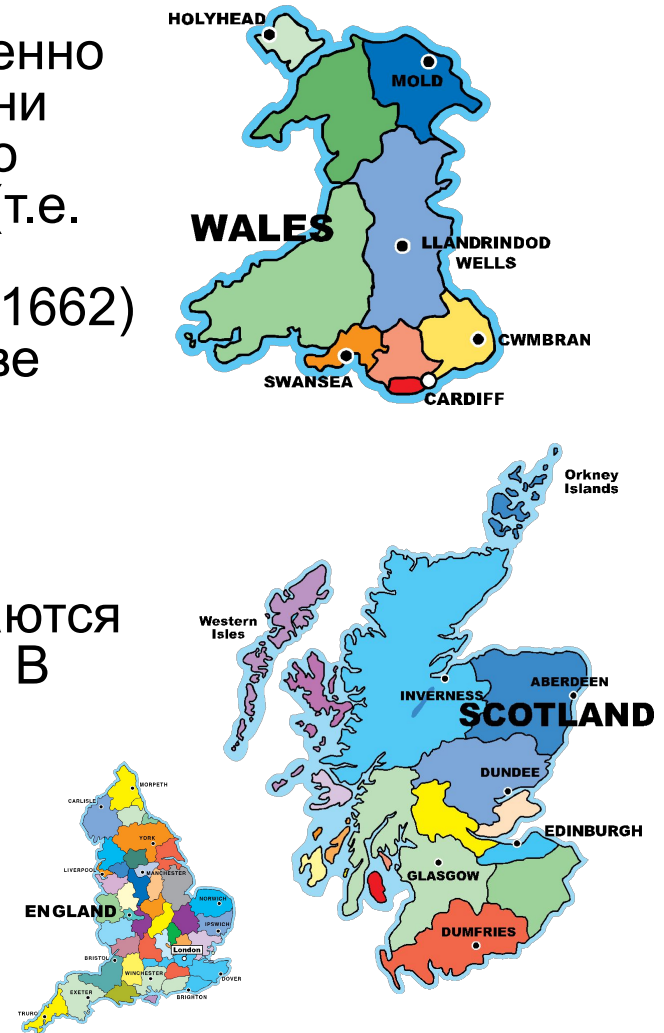 енно
ни
о
(т.е.
1662)
ве
ются
В
HOLYHEAD
MOLD
WALES
LLANDRINDOD
WELLS
CWMBRAN
SWANSEA
CARDIFF
Orkney
Islands
Western
Isles
INVERNESS
ABERDEEN
SCOTLAND
DUNDEE
EDINBURGH
GLASGOW
DUMFRIES
MORPETH
CARLISLE
YORK
LIVERPOOL
MANCHESTER
NORWICH
ENGLAND
IPSWICH
London
BRISTOL
WINCHESTER
DOVER
EXETER
BRIGHTON
TRURO